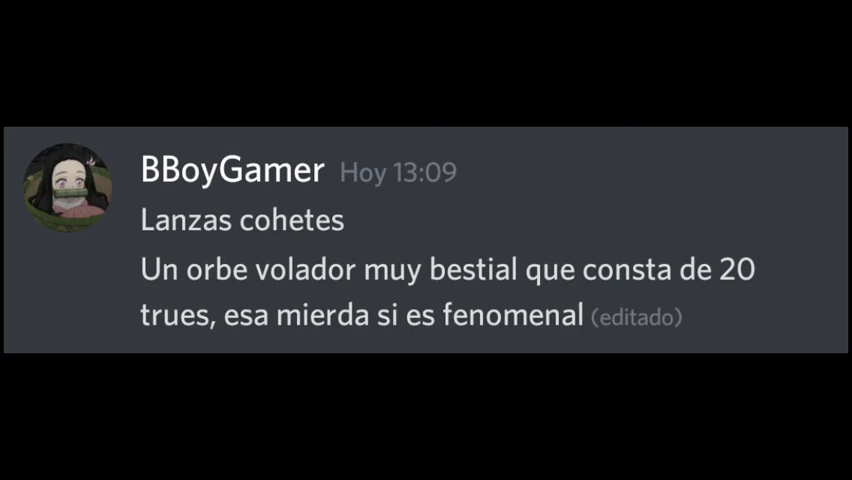 BBoyGamer Hoy 13:09
Lanzas cohetes
Un orbe volador muy bestial que consta de 20
trues, esa mierda si es fenomenal (editado)